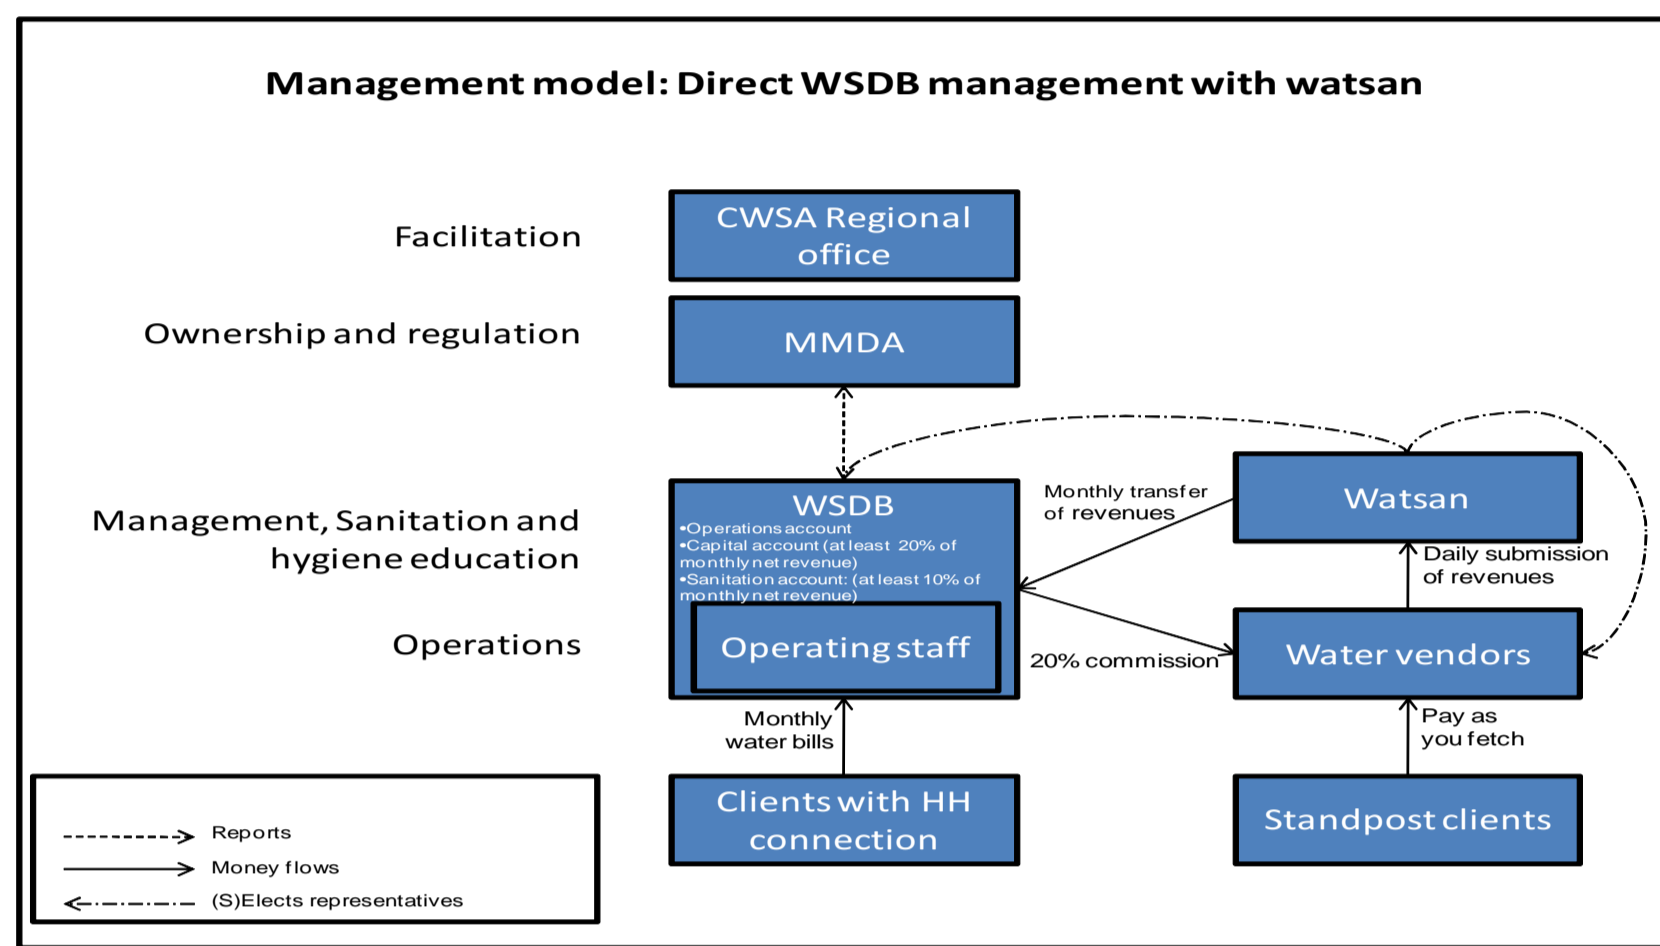 Management model: Direct WSDB management with watsan
Facilitation
CWSA Regional
office
Ownership and regulation
MMDA
Management, Sanitation and
hygiene education
WSDB
•Operations account
•Capital account (at least 20% of
monthly net revenue)
•Sanitation account: (at least 10% of
monthly net revenue)
Monthly transfer
of revenues
Watsan
Daily submission
of revenues
Operations
Operating staff
20% commission
Water vendors
Monthly
water bills
Pay as
you fetch
Clients with HH
connection
Standpost clients
Reports
Money flows
(S)Elects representatives